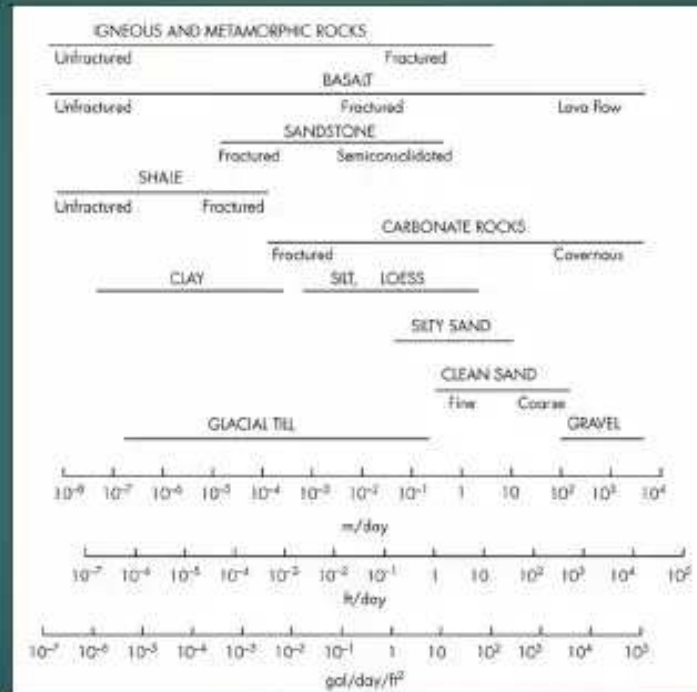 IGNEOUS AND METAMORPHIC ROCKS
Unfractured Fractured
BASALT
Unfractured Fractured Lava flow
SANDSTONE
Fractured Semiconsolidated
SHALE
Unfractured Fractured
CARBONATE ROCKS
Fractured Cavernous
CLAY SILT, LOESS
SILTY SAND
CLEAN SAND
Fine Coarse
GLACIAL TILL GRAVEL
10⁻⁸ 10⁻⁷ 10⁻⁶ 10⁻⁵ 10⁻⁴ 10⁻³ 10⁻² 10⁻¹ 1 10 10² 10³ 10⁴
m/day
10⁻⁷ 10⁻⁶ 10⁻⁵ 10⁻⁴ 10⁻³ 10⁻² 10⁻¹ 1 10 10² 10³ 10⁴ 10⁵
ft/day
10⁻⁷ 10⁻⁶ 10⁻⁵ 10⁻⁴ 10⁻³ 10⁻² 10⁻¹ 1 10 10² 10³ 10⁴ 10⁵
gal/day/ft²